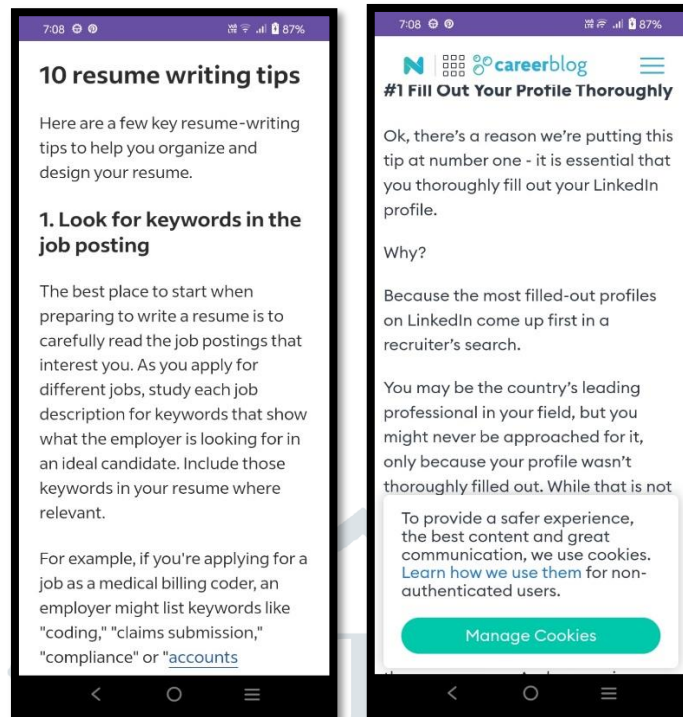 7:08 87%
10 resume writing tips
Here are a few key resume-writing
tips to help you organize and
design your resume.
1. Look for keywords in the
job posting
The best place to start when
preparing to write a resume is to
carefully read the job postings that
interest you. As you apply for
different jobs, study each job
description for keywords that show
what the employer is looking for in
an ideal candidate. Include those
keywords in your resume where
relevant.
For example, if you're applying for a
job as a medical billing coder, an
employer might list keywords like
"coding," "claims submission,"
"compliance" or "accounts
7:08 87%
N careerblog
#1 Fill Out Your Profile Thoroughly
Ok, there's a reason we're putting this
tip at number one - it is essential that
you thoroughly fill out your LinkedIn
profile.
Why?
Because the most filled-out profiles
on LinkedIn come up first in a
recruiter's search.
You may be the country's leading
professional in your field, but you
might never be approached for it,
only because your profile wasn't
thoroughly filled out. While that is not
To provide a safer experience,
the best content and great
communication, we use cookies.
Learn how we use them for non-
authenticated users.
Manage Cookies